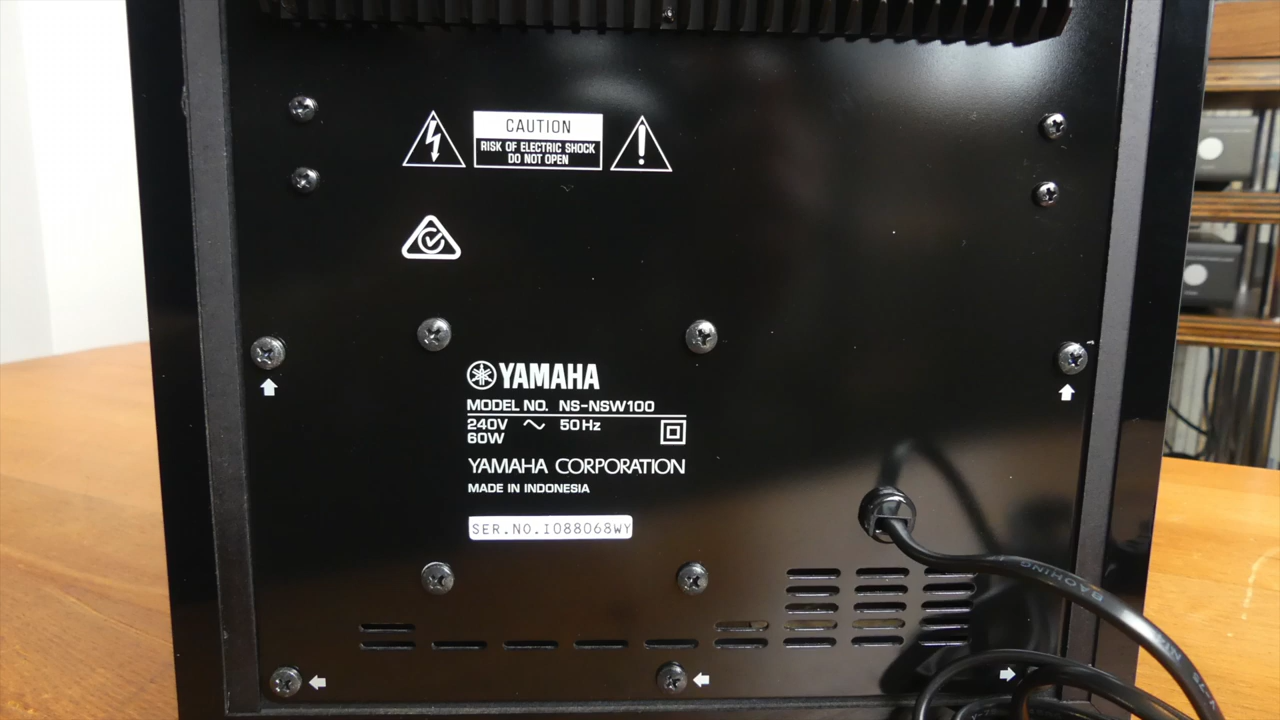 CAUTION
RISK OF ELECTRIC SHOCK
DO NOT OPEN
YAMAHA
MODEL NO. NS-NSW100
240V ~ 50Hz
60W
YAMAHA CORPORATION
MADE IN INDONESIA
SER.NO.I088068WY
BAOHING